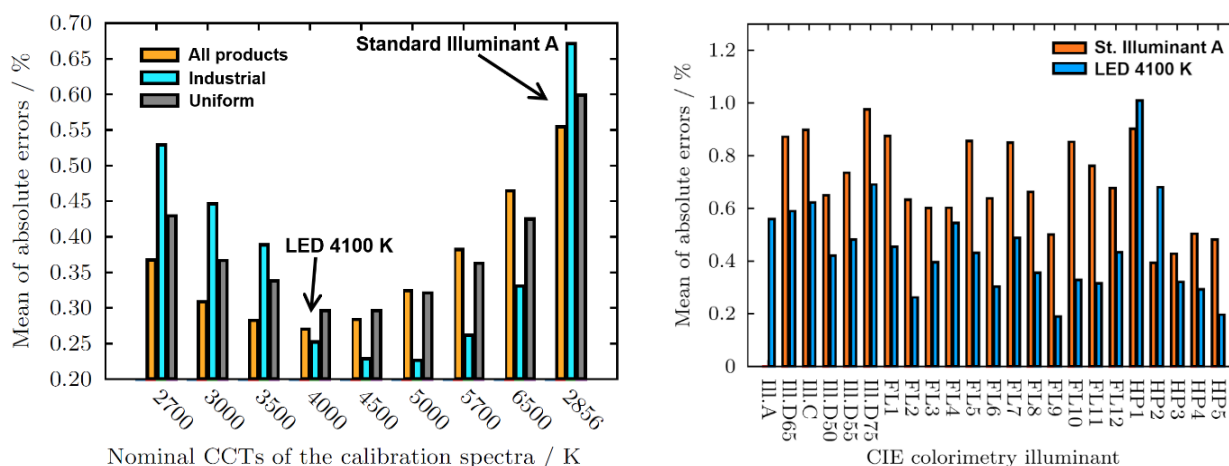 Mean of absolute errors / %
0.70
0.65
0.60
0.55
0.50
0.45
0.40
0.35
0.30
0.25
0.20
All products
Industrial
Uniform
Standard Illuminant A
LED 4100 K
2700
3000
3500
4000
4500
5000
5700
6500
2856
Nominal CCTs of the calibration spectra / K
Mean of absolute errors / %
1.2
1.0
0.8
0.6
0.4
0.2
0
St. Illuminant A
LED 4100 K
Ill.A
Ill.D65
Ill.C
Ill.D50
Ill.D55
Ill.D75
FL1
FL2
FL3
FL4
FL5
FL6
FL7
FL8
FL9
FL10
FL11
FL12
HP1
HP2
HP3
HP4
HP5
CIE colorimetry illuminant